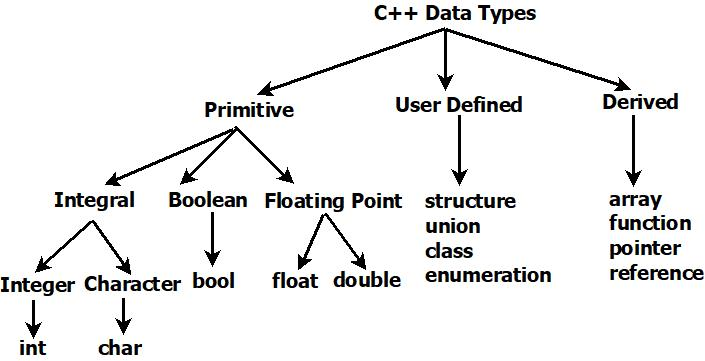 C++ Data Types
Primitive
User Defined
Derived
Integral
Boolean
Floating Point
structure
union
class
enumeration
array
function
pointer
reference
Integer
Character
bool
float
double
int
char